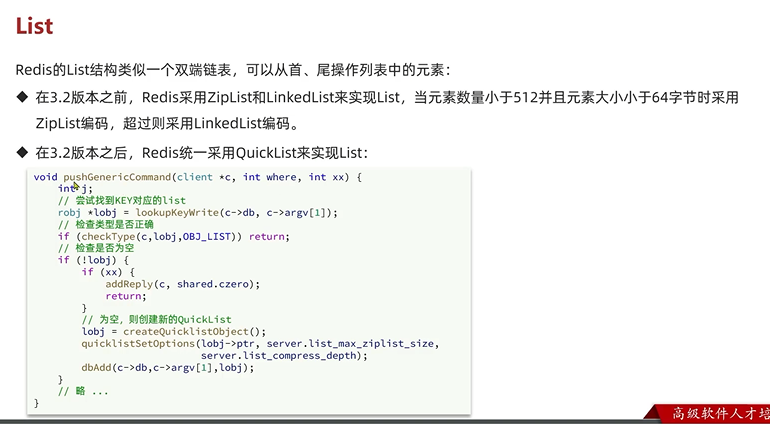 List
Redis的List结构类似一个双端链表，可以从首、尾操作列表中的元素：
◆ 在3.2版本之前，Redis采用ZipList和LinkedList来实现List，当元素数量小于512并且元素大小小于64字节时采用
ZipList编码，超过则采用LinkedList编码。
◆ 在3.2版本之后，Redis统一采用QuickList来实现List：
void pushGenericCommand(client *c, int where, int xx) {
    int j;
    // 尝试找到KEY对应的list
    robj *lobj = lookupKeyWrite(c->db, c->argv[1]);
    // 检查类型是否正确
    if (checkType(c,lobj,OBJ_LIST)) return;
    // 检查是否为空
    if (!lobj) {
        if (xx) {
            addReply(c, shared.czero);
            return;
        }
        // 为空，则创建新的QuickList
        lobj = createQuicklistObject();
        quicklistSetOptions(lobj->ptr, server.list_max_ziplist_size,
                            server.list_compress_depth);
        dbAdd(c->db,c->argv[1],lobj);
    }
    // 略 ...
}
高级软件人才培